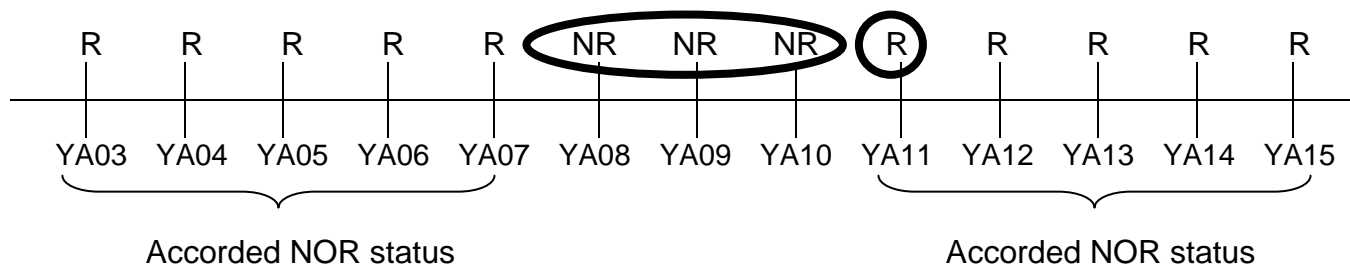 R R R R R NR NR NR R R R R R
YA03 YA04 YA05 YA06 YA07 YA08 YA09 YA10 YA11 YA12 YA13 YA14 YA15
Accorded NOR status Accorded NOR status